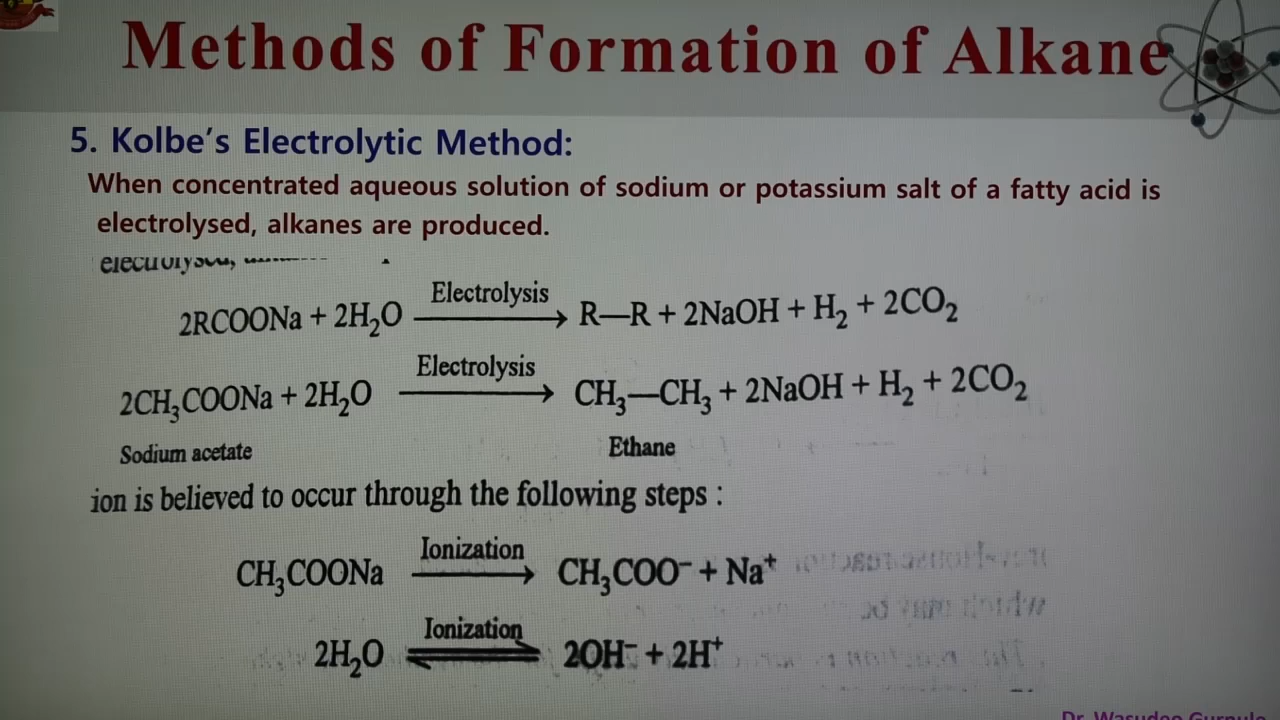 Methods of Formation of Alkane
5. Kolbe's Electrolytic Method:
When concentrated aqueous solution of sodium or potassium salt of a fatty acid is
electrolysed, alkanes are produced.
2RCOONa + 2H₂O —Electrolysis→ R—R + 2NaOH + H₂ + 2CO₂
2CH₃COONa + 2H₂O —Electrolysis→ CH₃—CH₃ + 2NaOH + H₂ + 2CO₂
Sodium acetate Ethane
ion is believed to occur through the following steps :
CH₃COONa —Ionization→ CH₃COO⁻ + Na⁺
2H₂O ⇌ Ionization 2OH⁻ + 2H⁺
Dr. Wasudeo Gurnule